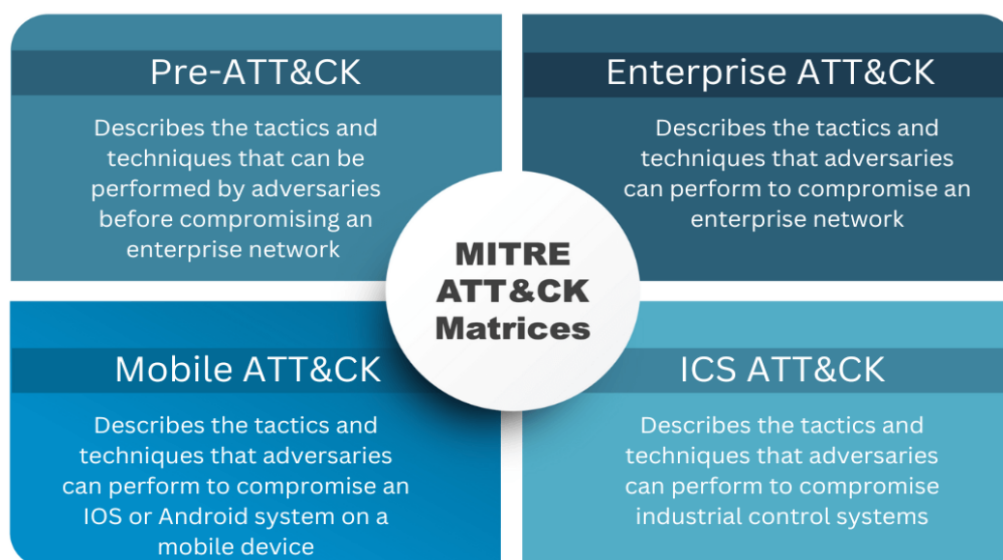 Pre-ATT&CK
Describes the tactics and
techniques that can be
performed by adversaries
before compromising an
enterprise network
Enterprise ATT&CK
Describes the tactics and
techniques that adversaries
can perform to compromise an
enterprise network
MITRE
ATT&CK
Matrices
Mobile ATT&CK
Describes the tactics and
techniques that adversaries
can perform to compromise an
IOS or Android system on a
mobile device
ICS ATT&CK
Describes the tactics and
techniques that adversaries
can perform to compromise
industrial control systems